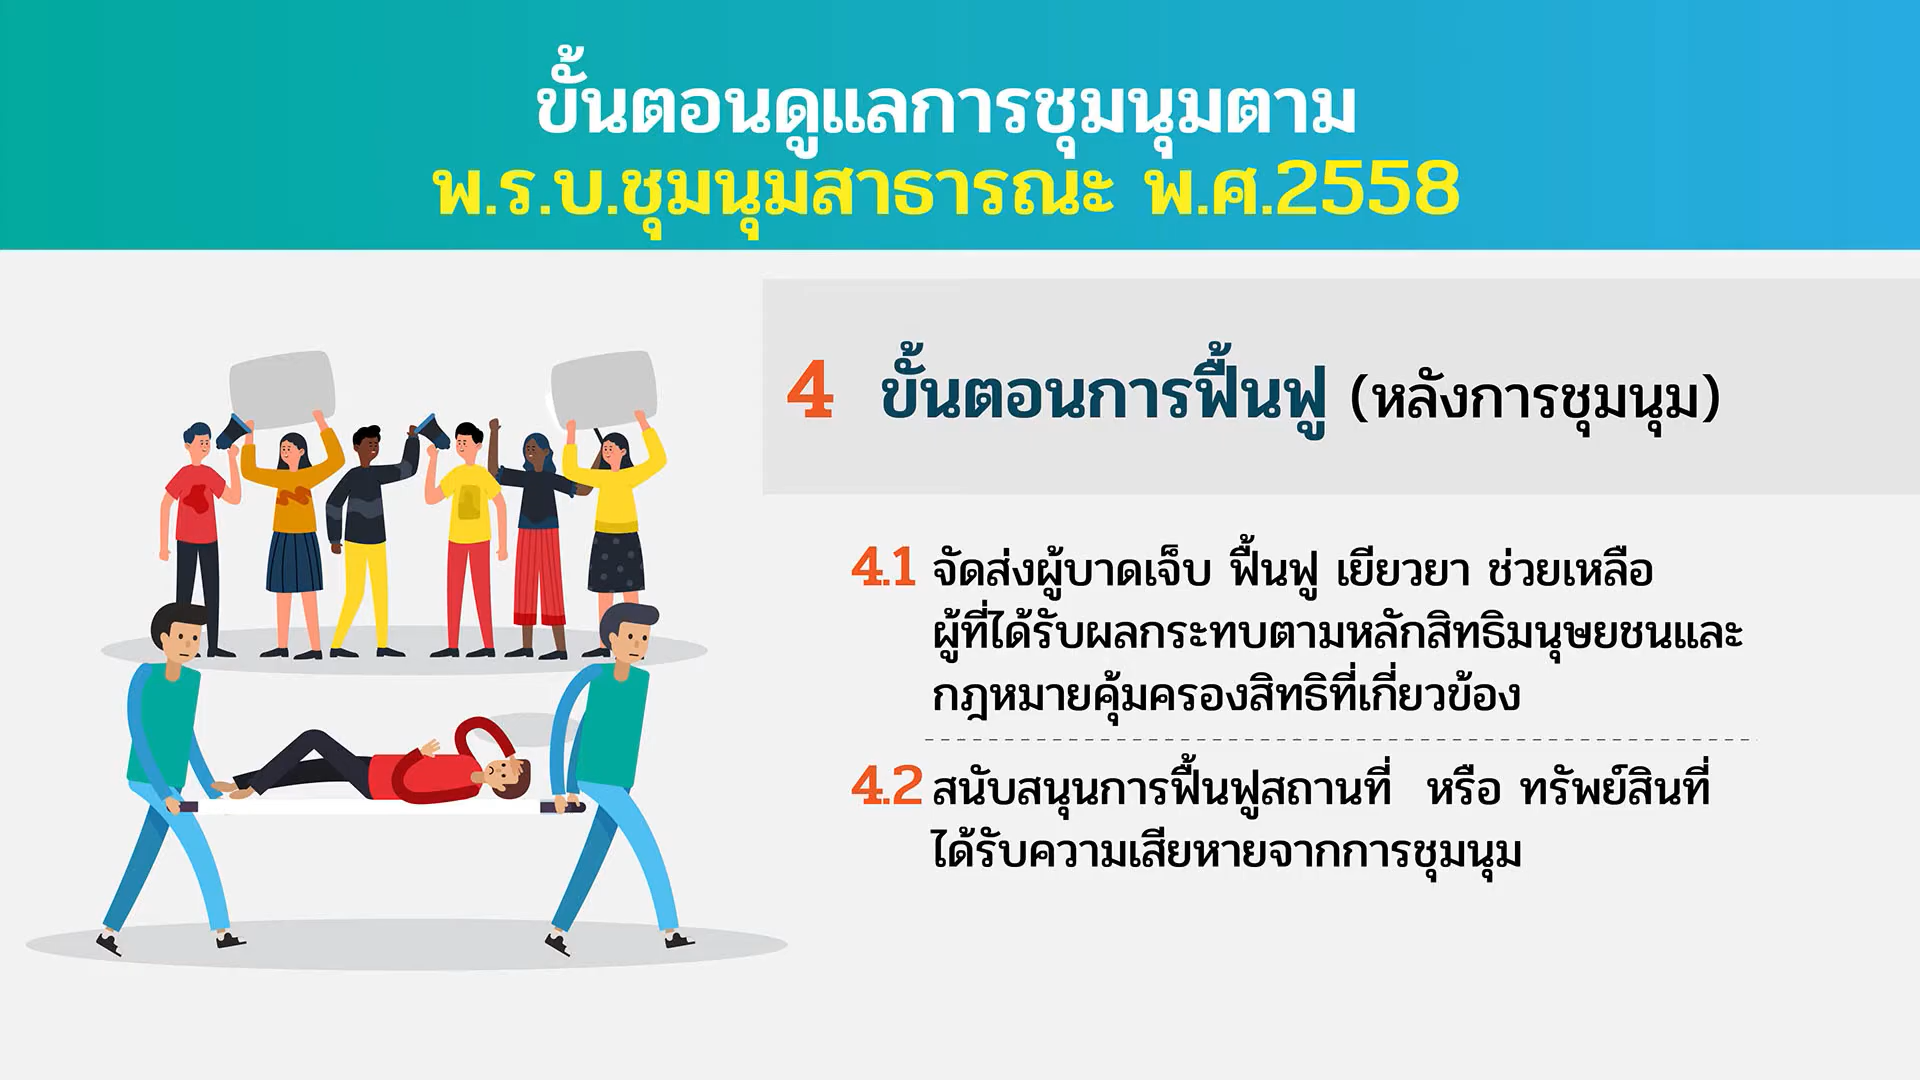 ขั้นตอนดูแลการชุมนุมตาม
พ.ร.บ.ชุมนุมสาธารณะ พ.ศ.2558
4 ขั้นตอนการฟื้นฟู (หลังการชุมนุม)
4.1 จัดส่งผู้บาดเจ็บ ฟื้นฟู เยียวยา ช่วยเหลือ
ผู้ที่ได้รับผลกระทบตามหลักสิทธิมนุษยชนและ
กฎหมายคุ้มครองสิทธิที่เกี่ยวข้อง
4.2 สนับสนุนการฟื้นฟูสถานที่ หรือ ทรัพย์สินที่
ได้รับความเสียหายจากการชุมนุม